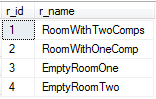 r_id r_name
1 RoomWithTwoComps
2 RoomWithOneComp
3 EmptyRoomOne
4 EmptyRoomTwo